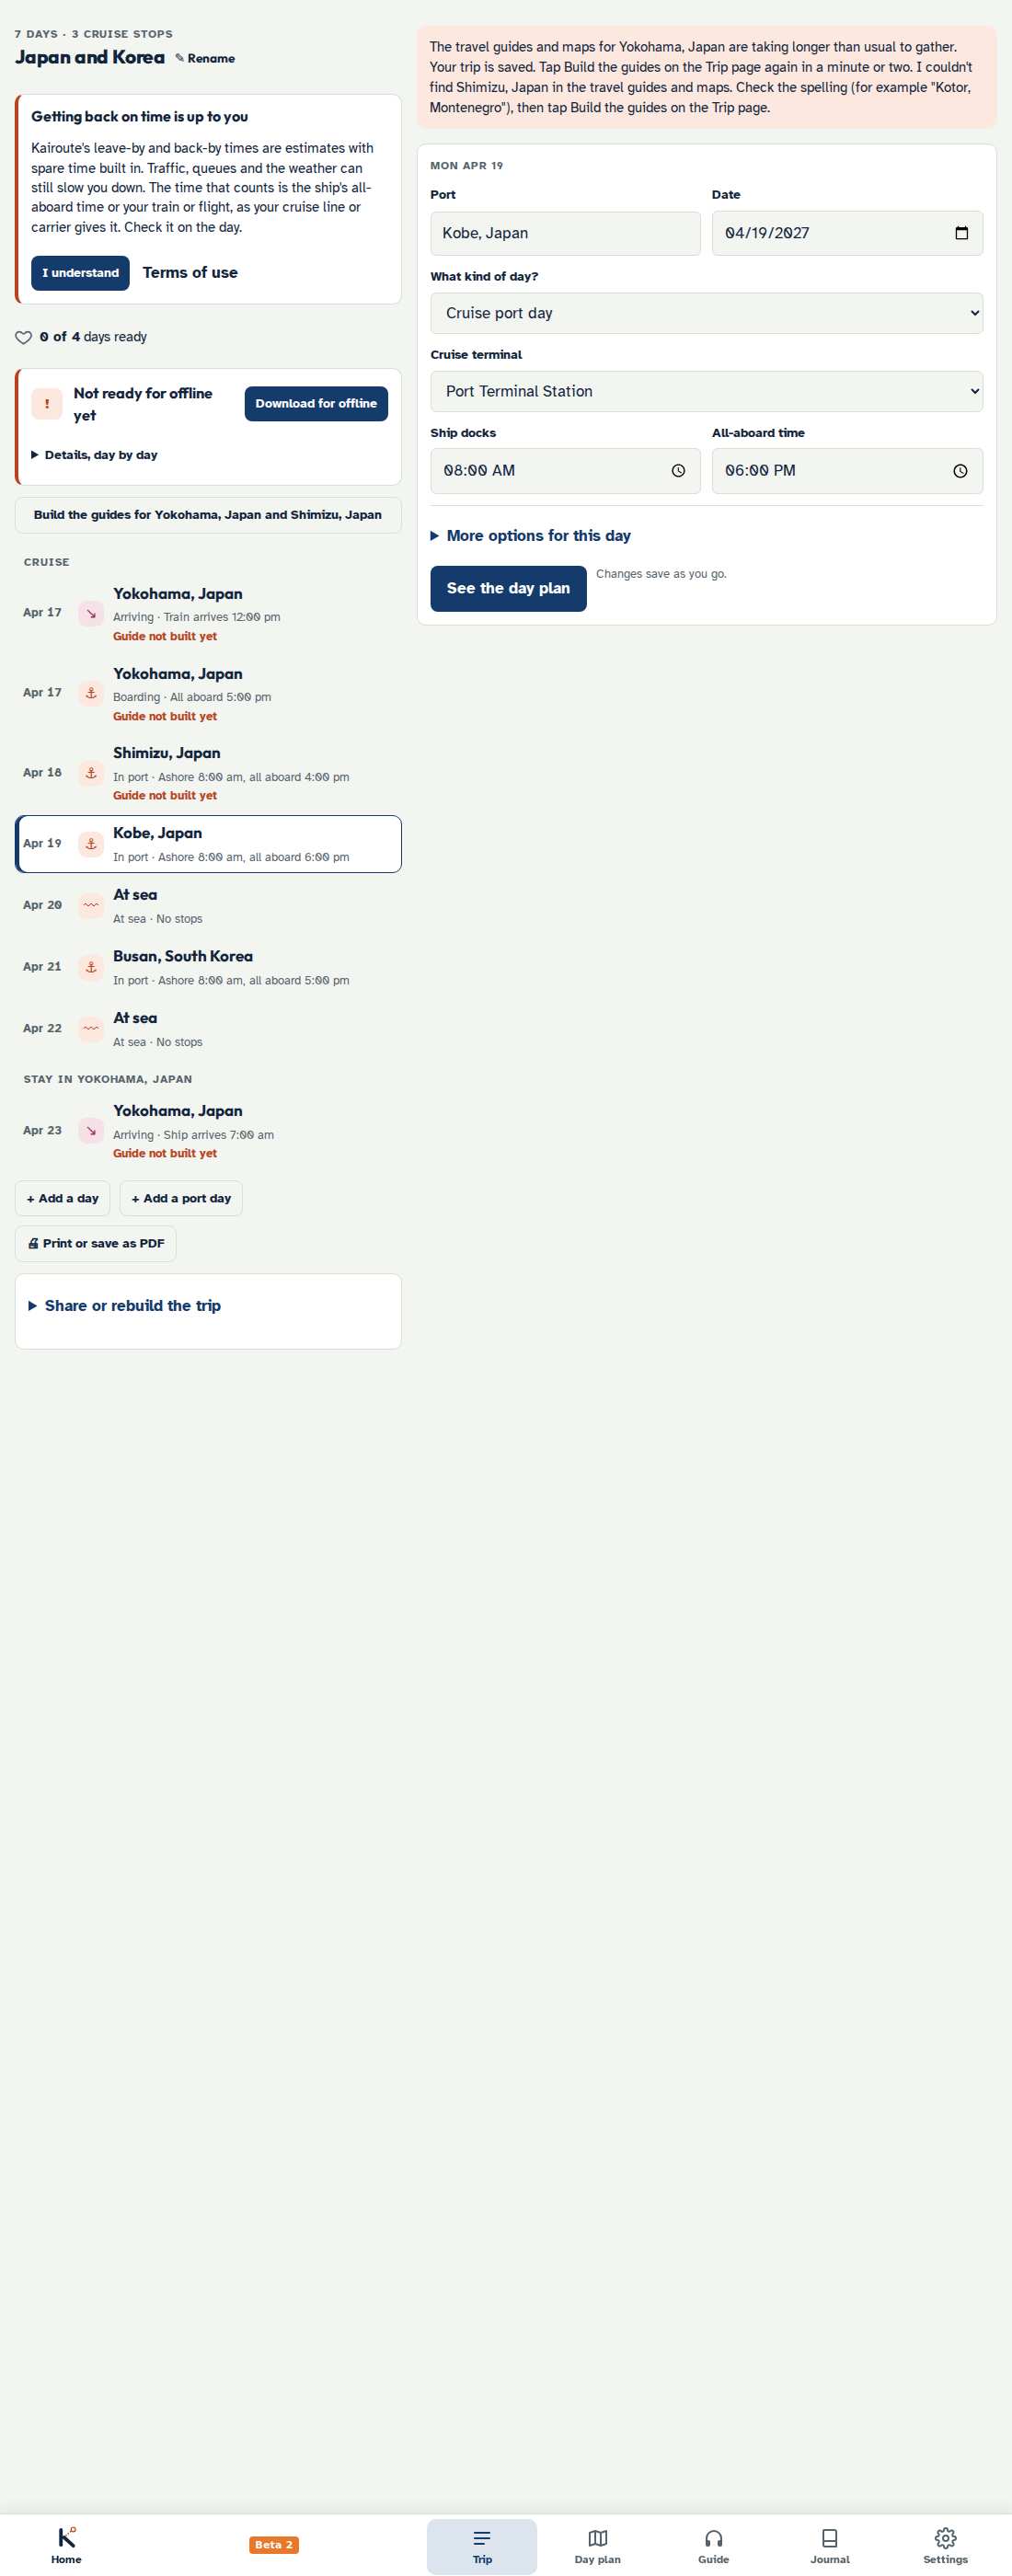 7 DAYS · 3 CRUISE STOPS
Japan and Korea ✎ Rename
Getting back on time is up to you
Kairoute's leave-by and back-by times are estimates with
spare time built in. Traffic, queues and the weather can
still slow you down. The time that counts is the ship's all-
aboard time or your train or flight, as your cruise line or
carrier gives it. Check it on the day.
I understand Terms of use
0 of 4 days ready
! Not ready for offline
yet
Download for offline
Details, day by day
Build the guides for Yokohama, Japan and Shimizu, Japan
CRUISE
Apr 17
Yokohama, Japan
Arriving · Train arrives 12:00 pm
Guide not built yet
Apr 17
Yokohama, Japan
Boarding · All aboard 5:00 pm
Guide not built yet
Apr 18
Shimizu, Japan
In port · Ashore 8:00 am, all aboard 4:00 pm
Guide not built yet
Apr 19
Kobe, Japan
In port · Ashore 8:00 am, all aboard 6:00 pm
Apr 20
At sea
At sea · No stops
Apr 21
Busan, South Korea
In port · Ashore 8:00 am, all aboard 5:00 pm
Apr 22
At sea
At sea · No stops
STAY IN YOKOHAMA, JAPAN
Apr 23
Yokohama, Japan
Arriving · Ship arrives 7:00 am
Guide not built yet
+ Add a day + Add a port day
Print or save as PDF
Share or rebuild the trip
The travel guides and maps for Yokohama, Japan are taking longer than usual to gather.
Your trip is saved. Tap Build the guides on the Trip page again in a minute or two. I couldn't
find Shimizu, Japan in the travel guides and maps. Check the spelling (for example "Kotor,
Montenegro"), then tap Build the guides on the Trip page.
MON APR 19
Port Date
Kobe, Japan 04/19/2027
What kind of day?
Cruise port day
Cruise terminal
Port Terminal Station
Ship docks All-aboard time
08:00 AM 06:00 PM
More options for this day
See the day plan Changes save as you go.
Home Beta 2 Trip Day plan Guide Journal Settings